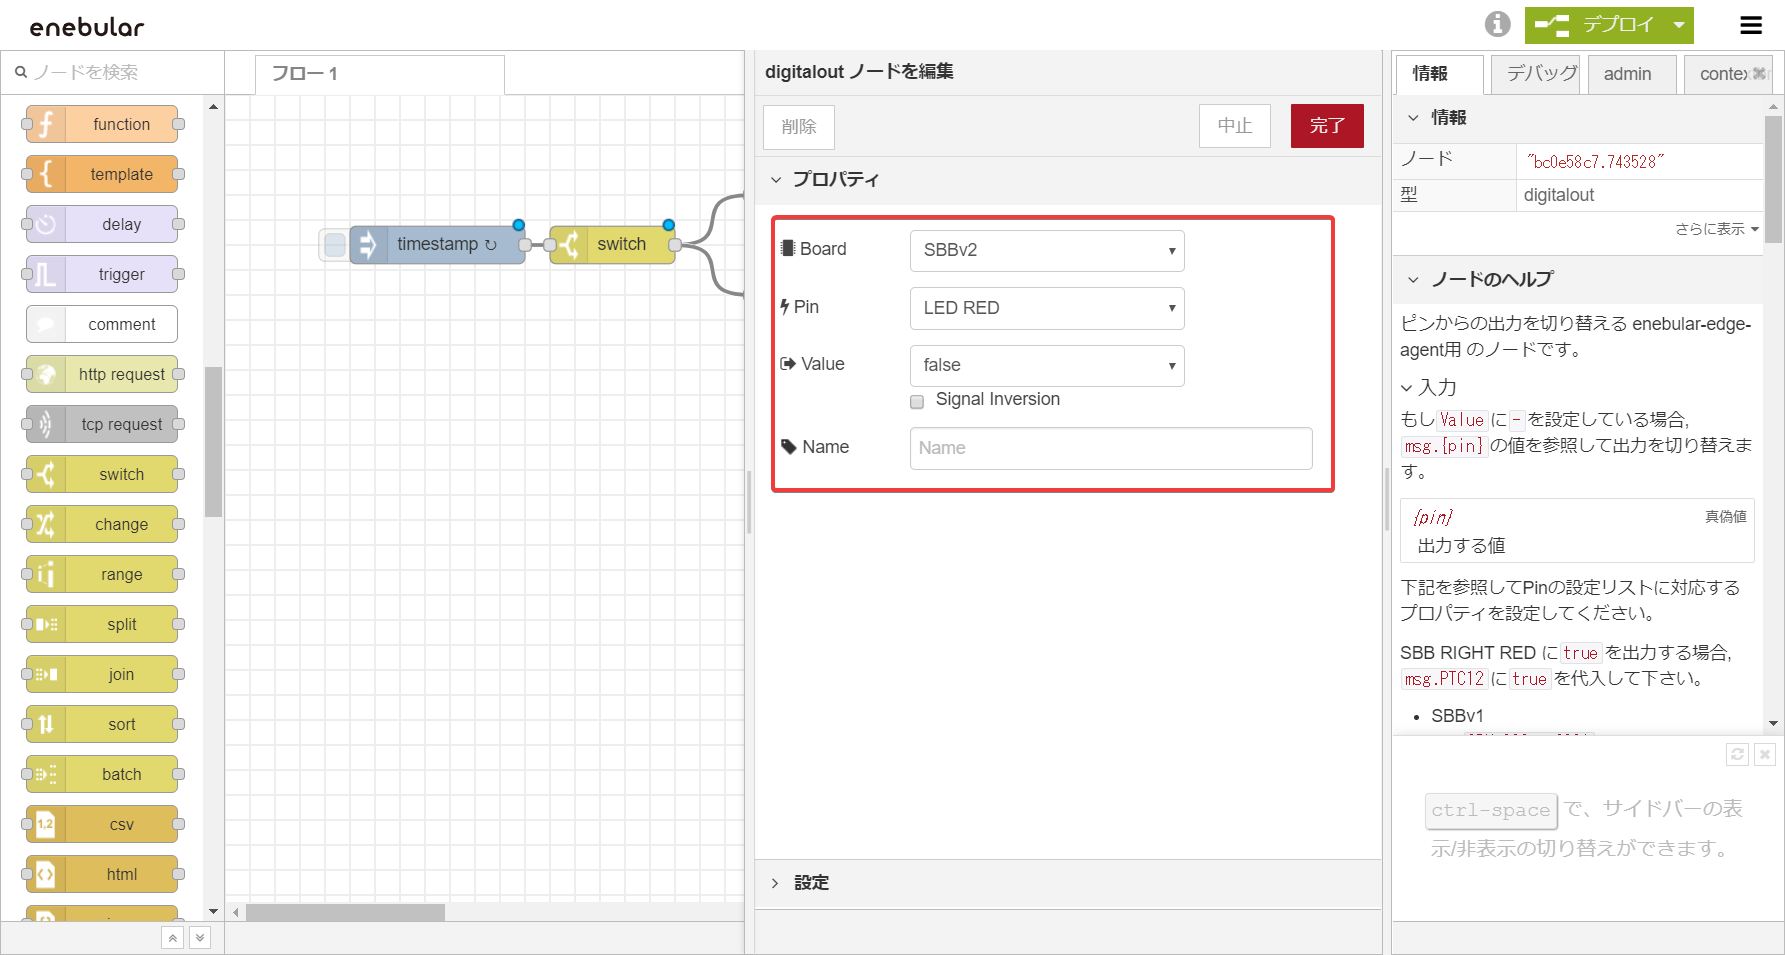 enebular
デプロイ
ノードを検索
フロー 1
function
template
delay
trigger
comment
http request
tcp request
switch
change
range
split
join
sort
batch
1,2
csv
html
timestamp ↻
switch
digitalout ノードを編集
削除
中止
完了
プロパティ
Board
SBBv2
Pin
LED RED
Value
false
Signal Inversion
Name
Name
設定
情報
デバッグ
admin
contex
情報
ノード
"bc0e58c7.743528"
型
digitalout
さらに表示
ノードのヘルプ
ピンからの出力を切り替える enebular-edge-
agent用 のノードです。
入力
もし Value に - を設定している場合,
msg.{pin} の値を参照して出力を切り替えま
す。
{pin}
真偽値
出力する値
下記を参照してPinの設定リストに対応する
プロパティを設定してください。
SBB RIGHT RED に true を出力する場合,
msg.PTC12 に true を代入して下さい。
• SBBv1
ctrl-space で、サイドバーの表
示/非表示の切り替えができます。